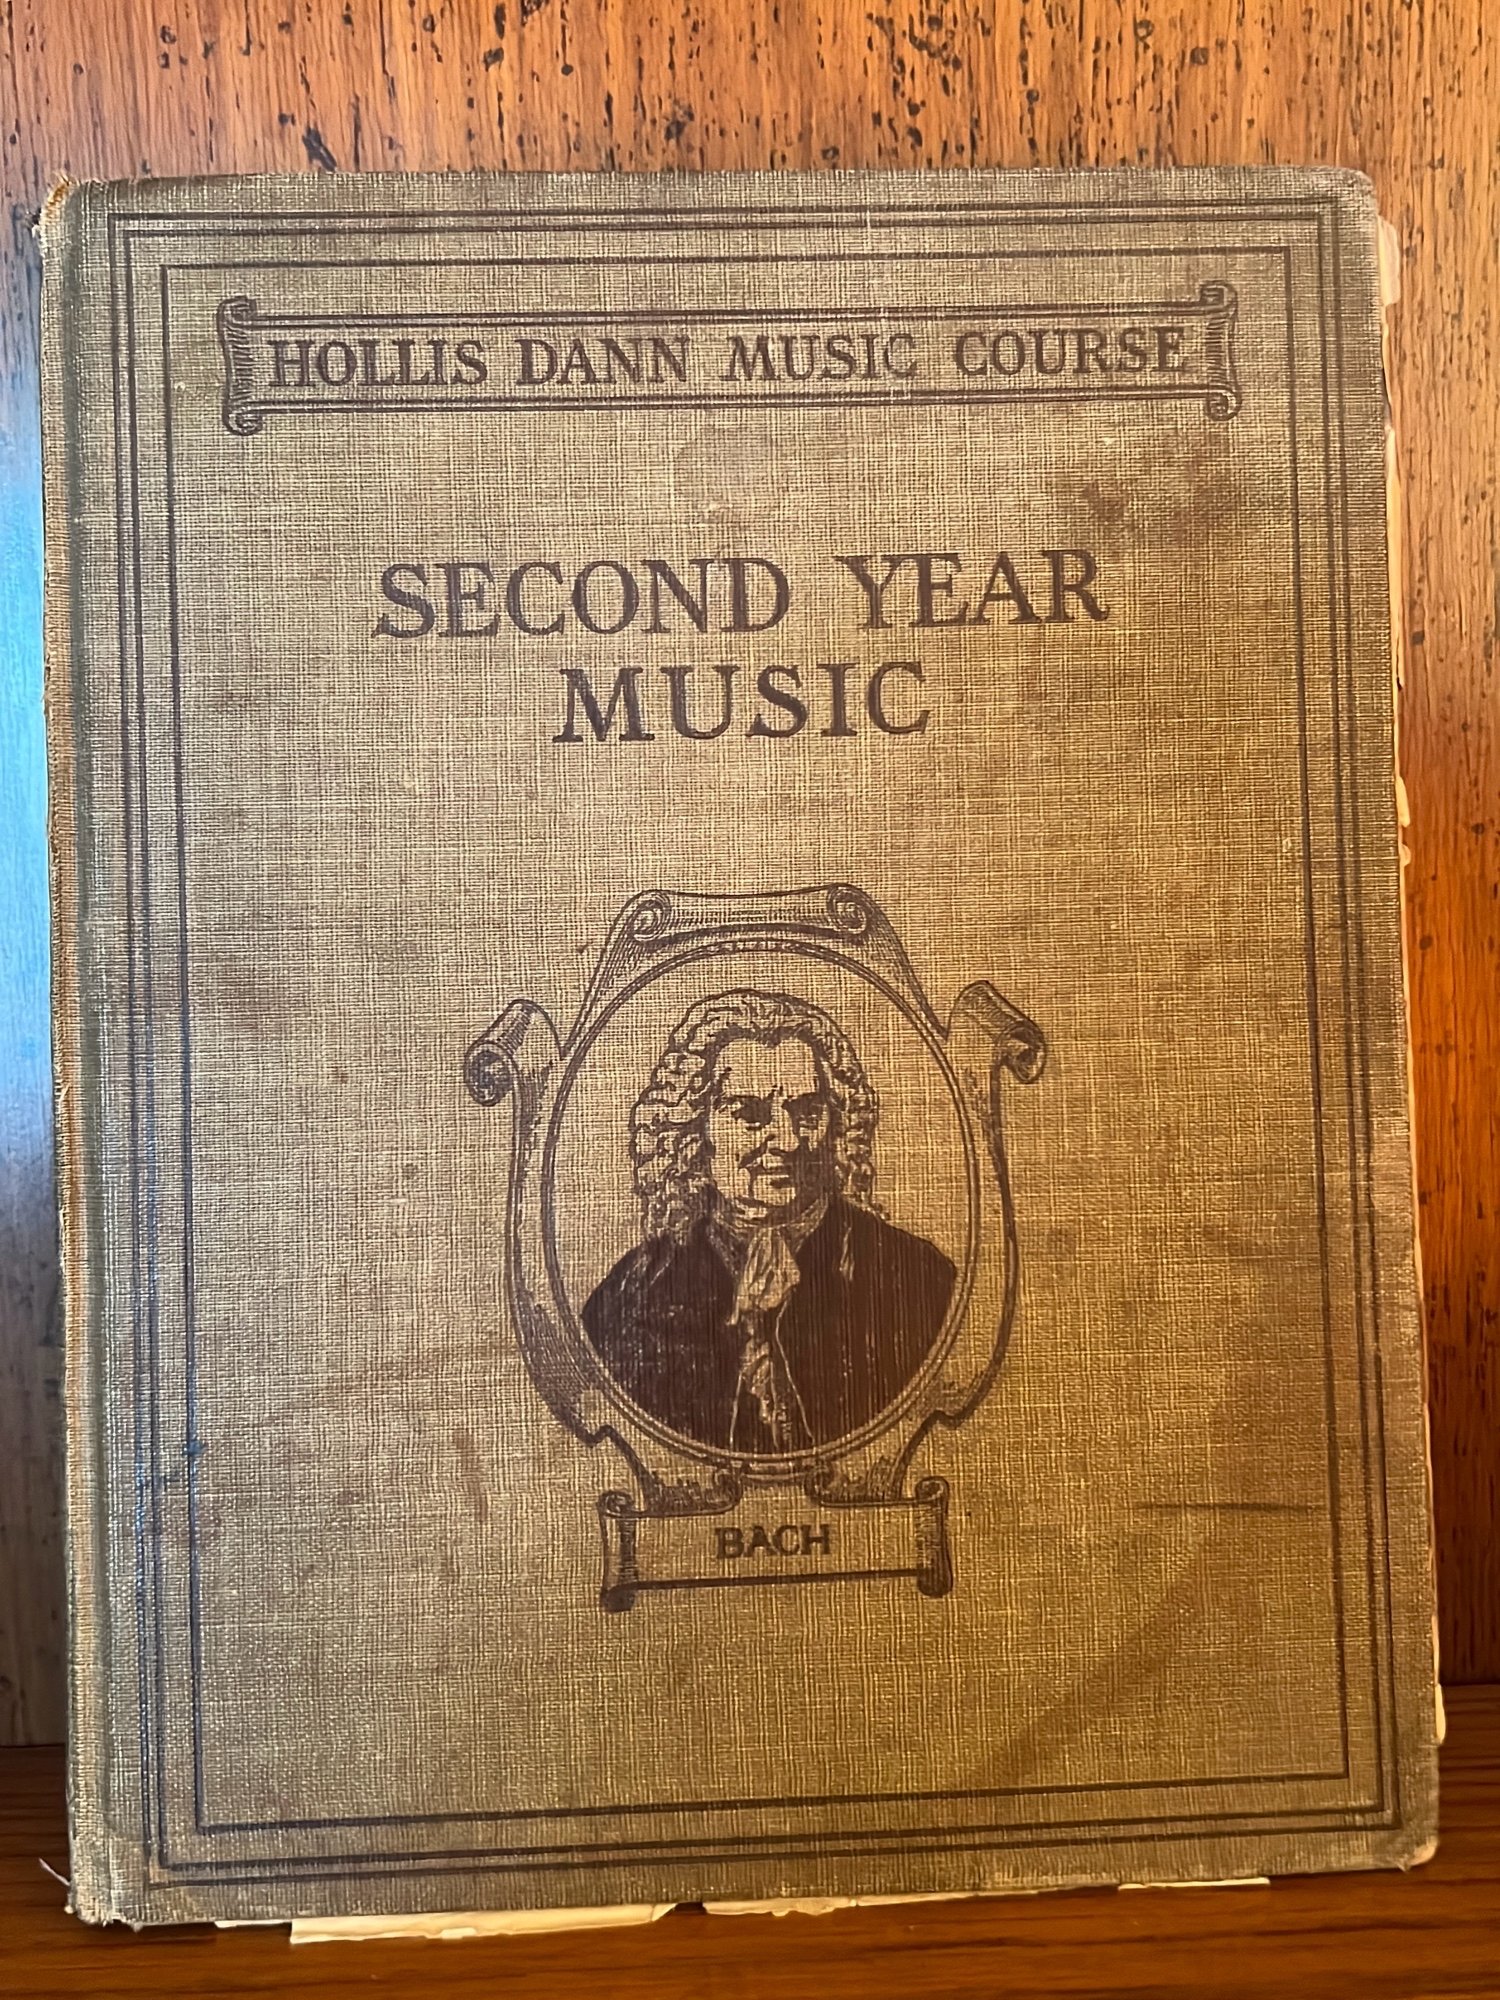 HOLLIS DANN MUSIC COURSE
SECOND YEAR
MUSIC
BACH